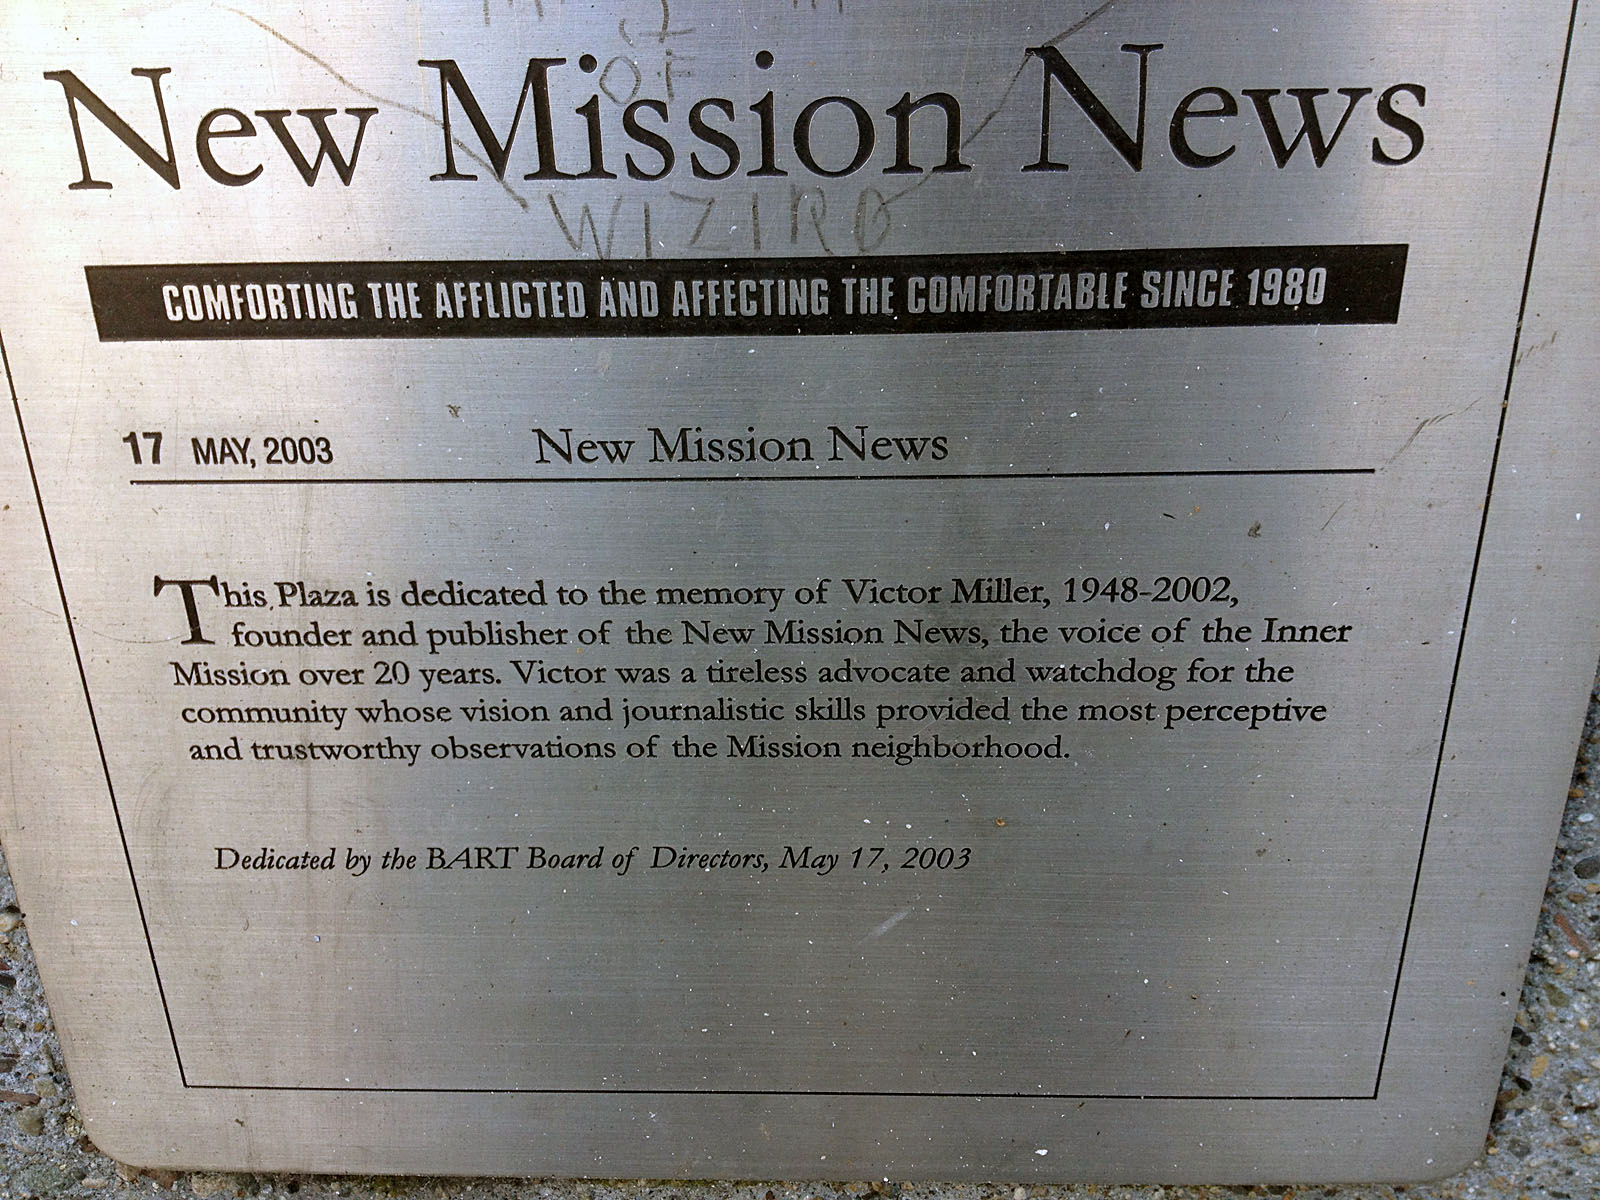 OF
New Mission News
WIZIRD
COMFORTING THE AFFLICTED AND AFFECTING THE COMFORTABLE SINCE 1980
17 MAY, 2003 New Mission News
This Plaza is dedicated to the memory of Victor Miller, 1948-2002,
founder and publisher of the New Mission News, the voice of the Inner
Mission over 20 years. Victor was a tireless advocate and watchdog for the
community whose vision and journalistic skills provided the most perceptive
and trustworthy observations of the Mission neighborhood.
Dedicated by the BART Board of Directors, May 17, 2003